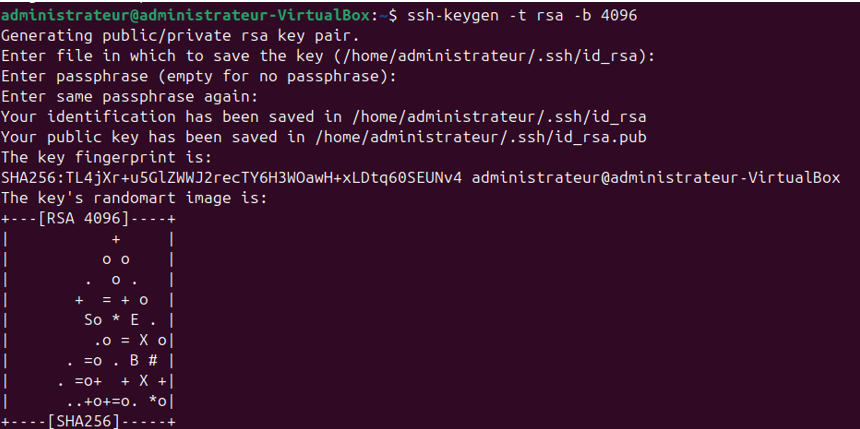 administrateur@administrateur-VirtualBox:~$ ssh-keygen -t rsa -b 4096
Generating public/private rsa key pair.
Enter file in which to save the key (/home/administrateur/.ssh/id_rsa):
Enter passphrase (empty for no passphrase):
Enter same passphrase again:
Your identification has been saved in /home/administrateur/.ssh/id_rsa
Your public key has been saved in /home/administrateur/.ssh/id_rsa.pub
The key fingerprint is:
SHA256:TL4jXr+u5GlZWWJ2recTY6H3WOawH+xLDtq60SEUNv4 administrateur@administrateur-VirtualBox
The key's randomart image is:
+---[RSA 4096]----+
|           +     |
|          o o    |
|        .  o .   |
|       +  = + o  |
|        So * E . |
|         .o = X o|
|      . =o . B # |
|     . =o+  + X +|
|      ..+o+=o. *o|
+----[SHA256]-----+